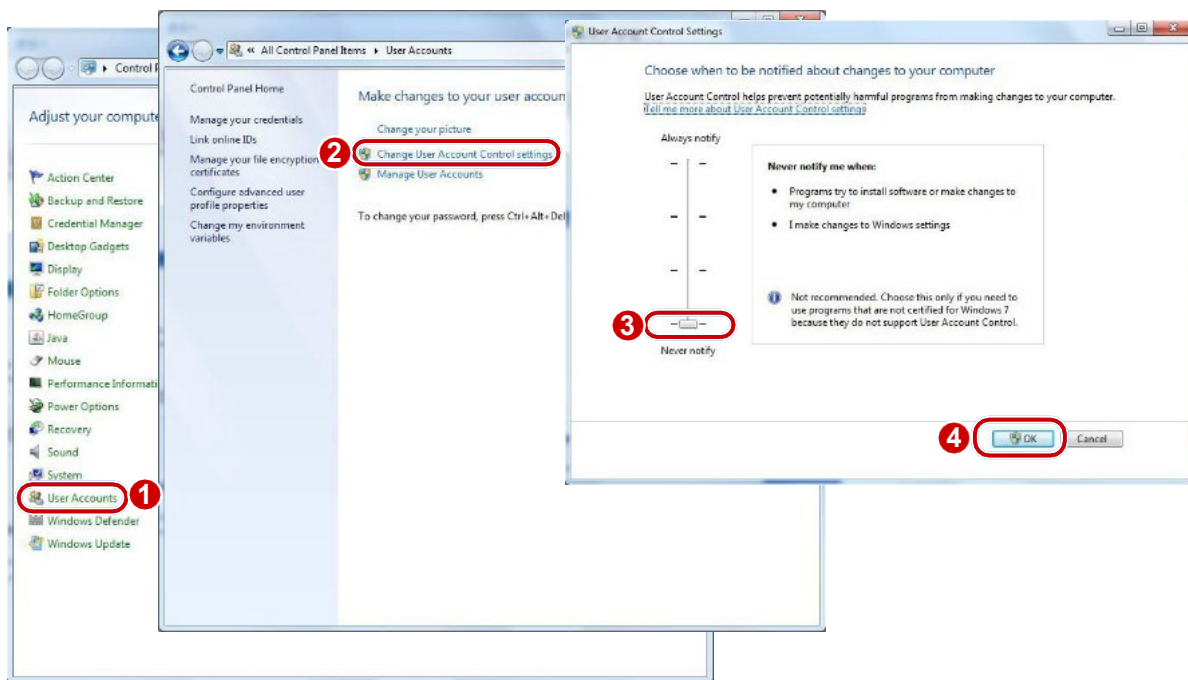 Control P
Adjust your compute
Action Center
Backup and Restore
Credential Manager
Desktop Gadgets
Display
Folder Options
HomeGroup
Java
Mouse
Performance Informati
Power Options
Recovery
Sound
System
User Accounts
1
Windows Defender
Windows Update
« All Control Panel Items ▸ User Accounts
Control Panel Home
Manage your credentials
Link online IDs
Manage your file encryption
certificates
Configure advanced user
profile properties
Change my environment
variables
Make changes to your user accoun
Change your picture
2
Change User Account Control settings
Manage User Accounts
To change your password, press Ctrl+Alt+Del
User Account Control Settings
Choose when to be notified about changes to your computer
User Account Control helps prevent potentially harmful programs from making changes to your computer.
Tell me more about User Account Control settings
Always notify
Never notify me when:
• Programs try to install software or make changes to
my computer
• I make changes to Windows settings
Not recommended. Choose this only if you need to
use programs that are not certified for Windows 7
because they do not support User Account Control.
3
Never notify
4
OK
Cancel